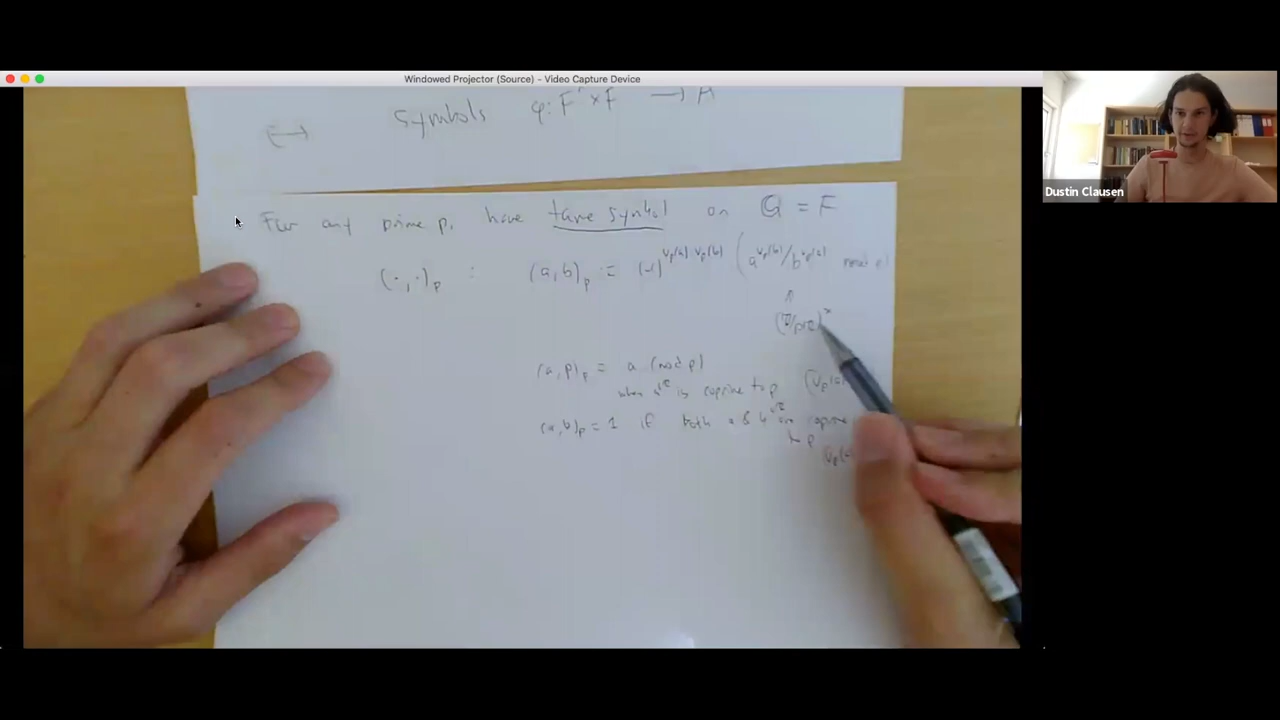 Windowed Projector (Source) - Video Capture Device
Dustin Clausen
symbols φ: F^× × F → A
For any prime p, have tame symbol on ℚ = F
(·,·)_p : (a,b)_p := (-1)^{v_p(a)·v_p(b)} (a^{v_p(b)}/b^{v_p(a)} mod p)
(ℤ/pℤ)^×
(a,p)_p = a (mod p)
when a is coprime to p (v_p(a)
(a,b)_p = 1 if both a & b are coprime
to p